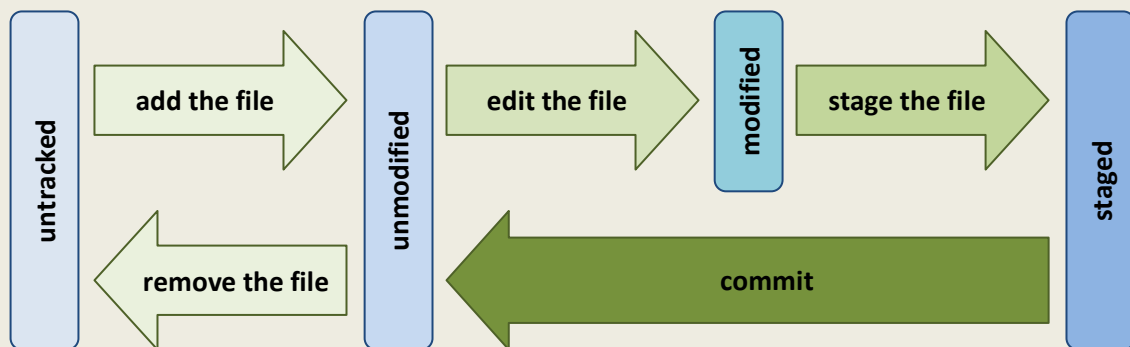 untracked
add the file
remove the file
unmodified
edit the file
modified
stage the file
commit
staged